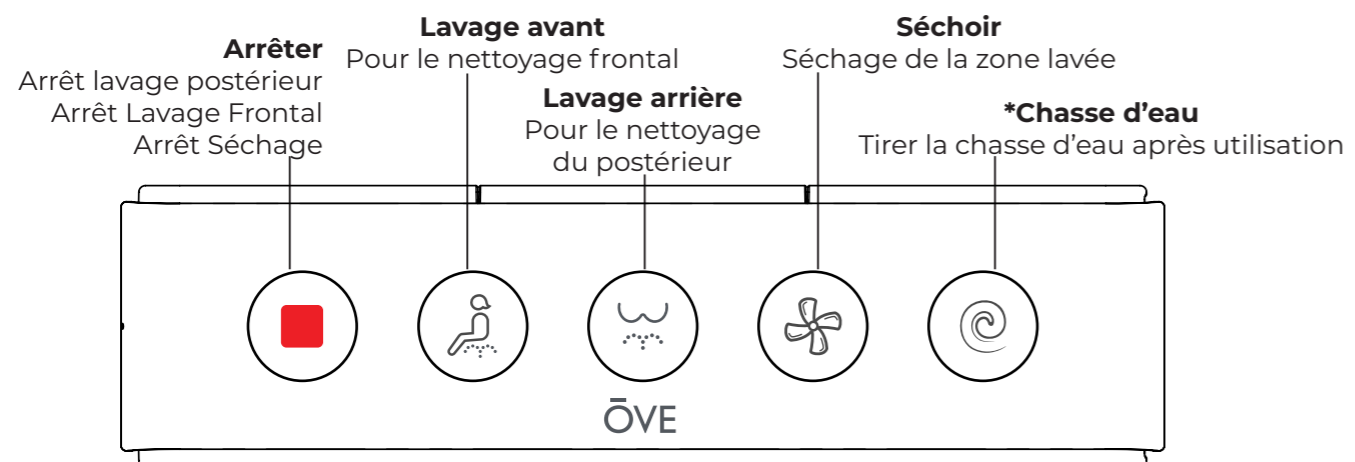 Arrêter
Arrêt lavage postérieur
Arrêt Lavage Frontal
Arrêt Séchage
Lavage avant
Pour le nettoyage frontal
Lavage arrière
Pour le nettoyage
du postérieur
Séchoir
Séchage de la zone lavée
*Chasse d'eau
Tirer la chasse d'eau après utilisation
ŌVE